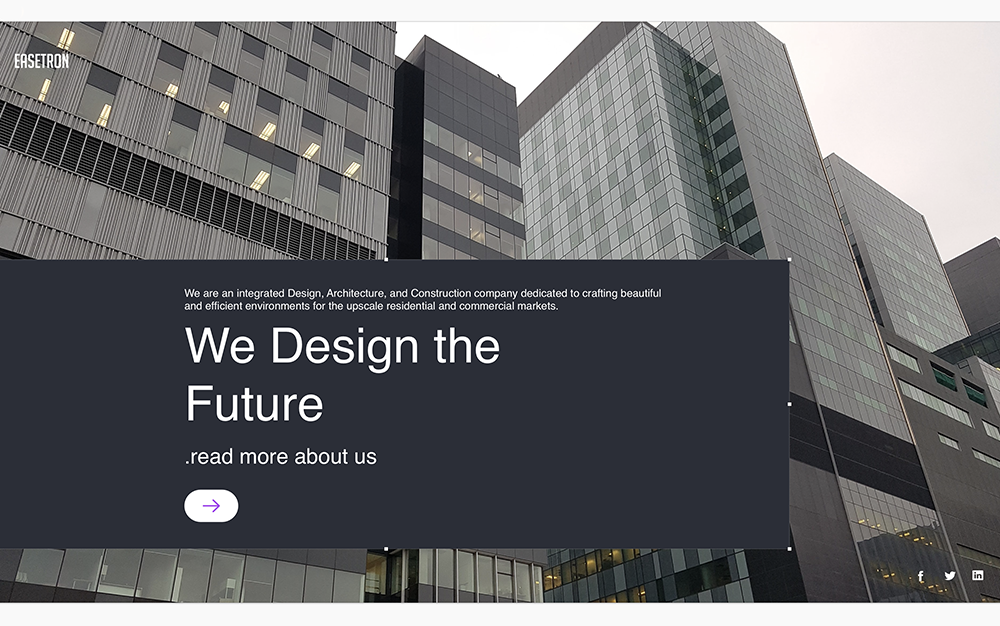 EASETRON
We are an integrated Design, Architecture, and Construction company dedicated to crafting beautiful
and efficient environments for the upscale residential and commercial markets.
We Design the
Future
.read more about us
f
in